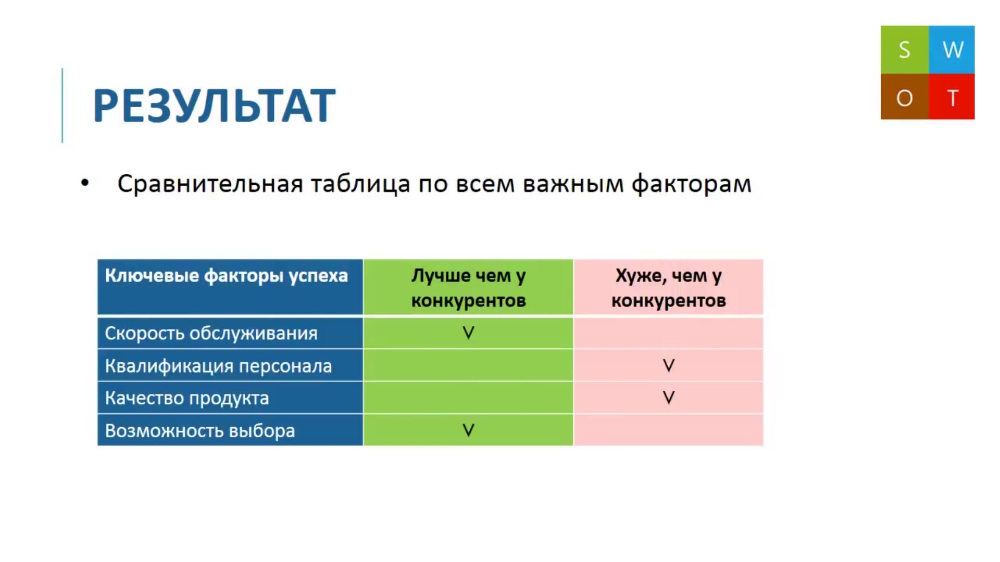 S W
O T
РЕЗУЛЬТАТ
• Сравнительная таблица по всем важным факторам
Ключевые факторы успеха
Лучше чем у
конкурентов
Хуже, чем у
конкурентов
Скорость обслуживания V
Квалификация персонала V
Качество продукта V
Возможность выбора V